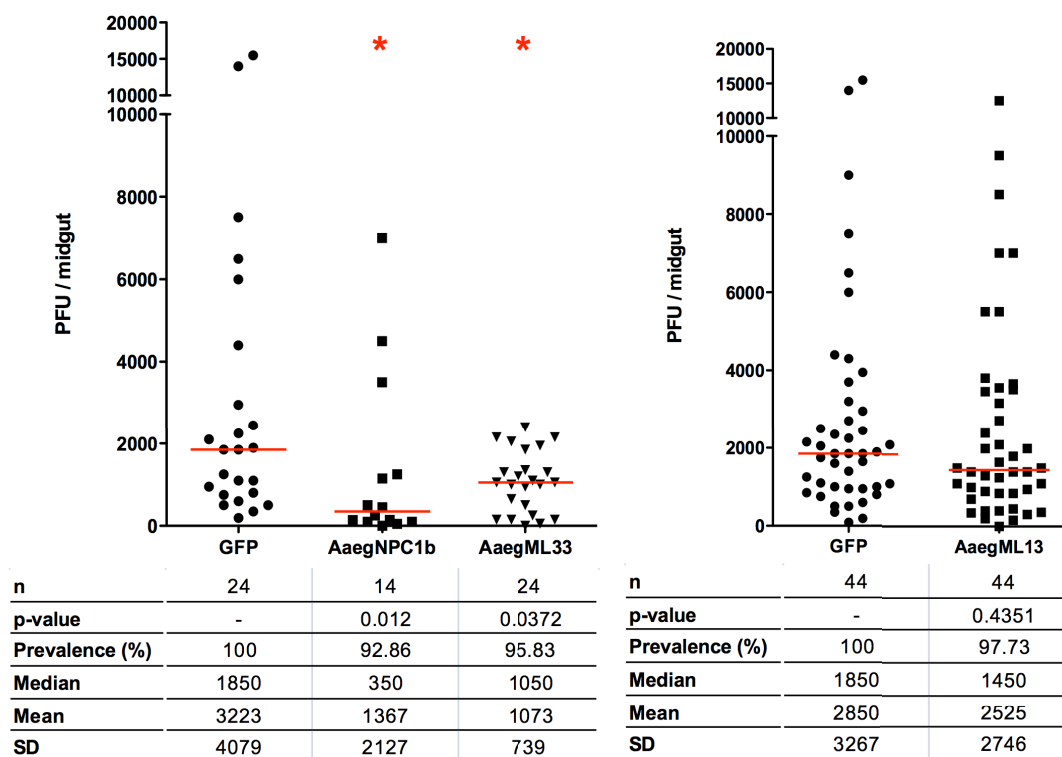 20000
15000
10000
10000
8000
6000
4000
2000
0
PFU / midgut
* *
GFP AaegNPC1b AaegML33
n 24 14 24
p-value - 0.012 0.0372
Prevalence (%) 100 92.86 95.83
Median 1850 350 1050
Mean 3223 1367 1073
SD 4079 2127 739
20000
15000
10000
10000
8000
6000
4000
2000
0
PFU / midgut
GFP AaegML13
n 44 44
p-value - 0.4351
Prevalence (%) 100 97.73
Median 1850 1450
Mean 2850 2525
SD 3267 2746